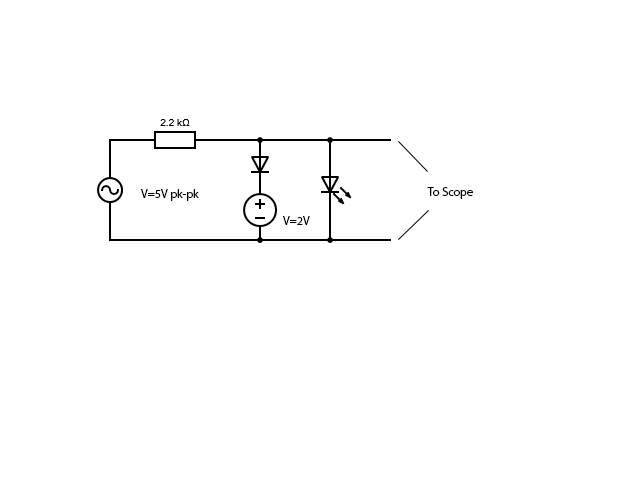 2.2 kΩ
V=5V pk-pk
To Scope
V=2V